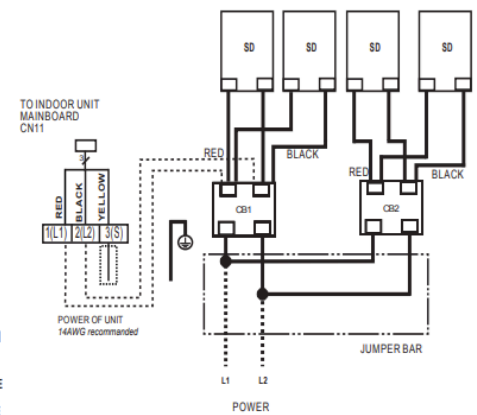 SD SD SD SD
TO INDOOR UNIT
MAINBOARD
CN11
3
RED BLACK RED BLACK
RED BLACK YELLOW
CB1 CB2
1(L1) 2(L2) 3(S)
POWER OF UNIT
14AWG recommanded
JUMPER BAR
L1 L2
POWER
E